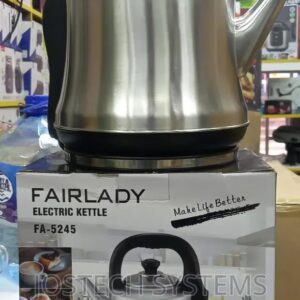 FAIRLADY
ELECTRIC KETTLE
FA-5245
Make Life Better
JOSTECH SYSTEMS